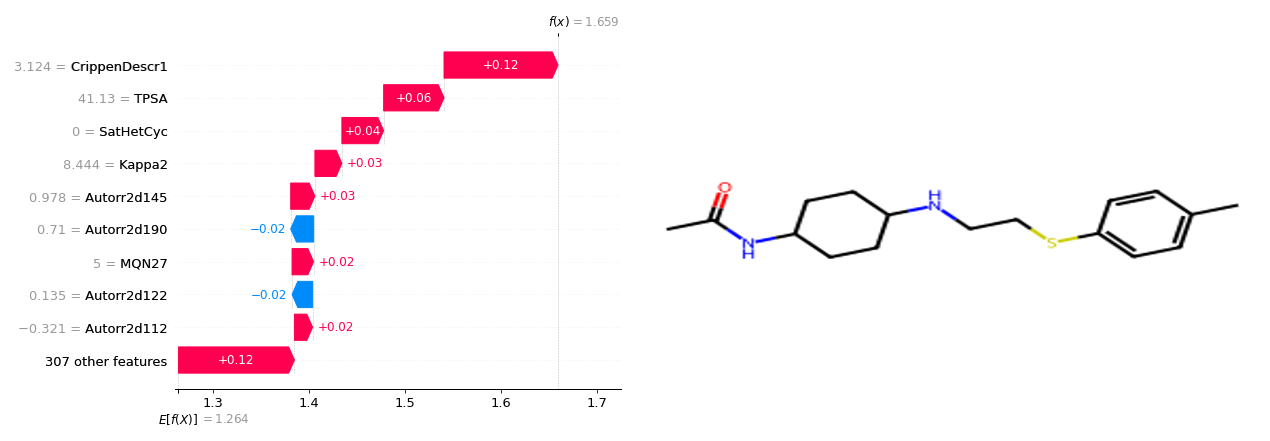 f(x) = 1.659
3.124 = CrippenDescr1
+0.12
41.13 = TPSA
+0.06
0 = SatHetCyc
+0.04
8.444 = Kappa2
+0.03
0.978 = Autorr2d145
+0.03
0.71 = Autorr2d190
−0.02
5 = MQN27
+0.02
0.135 = Autorr2d122
−0.02
−0.321 = Autorr2d112
+0.02
307 other features
+0.12
1.3 1.4 1.5 1.6 1.7
E[f(X)] = 1.264
O
N
H
H
N
S